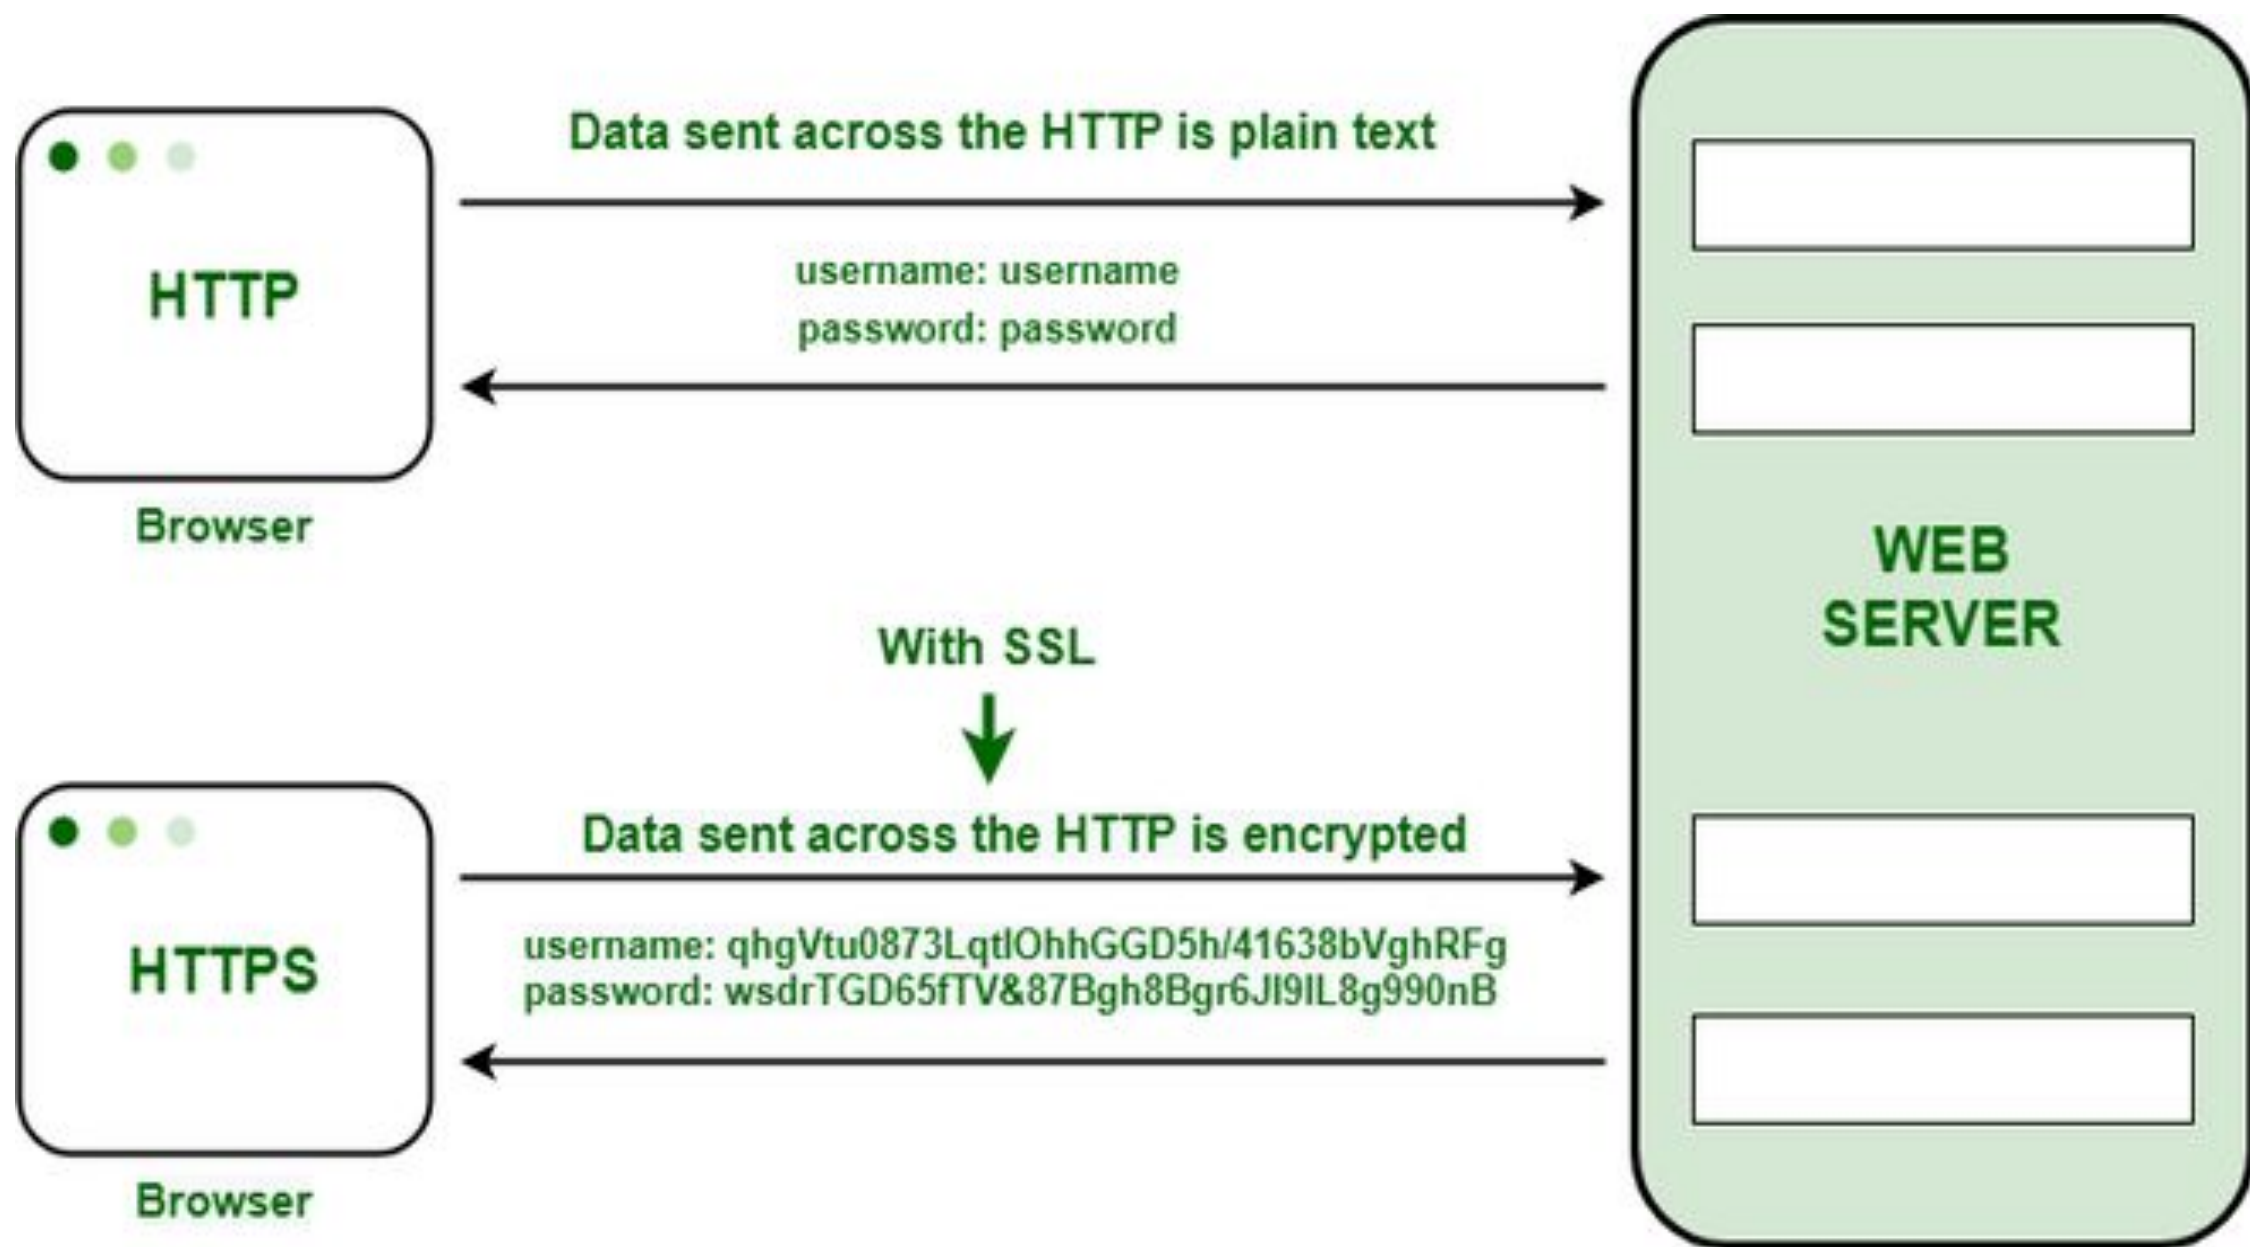 Data sent across the HTTP is plain text
HTTP
username: username
password: password
Browser
WEB
SERVER
With SSL
Data sent across the HTTP is encrypted
HTTPS
username: qhgVtu0873LqtlOhhGGD5h/41638bVghRFg
password: wsdrTGD65fTV&87Bgh8Bgr6Jl9lL8g990nB
Browser